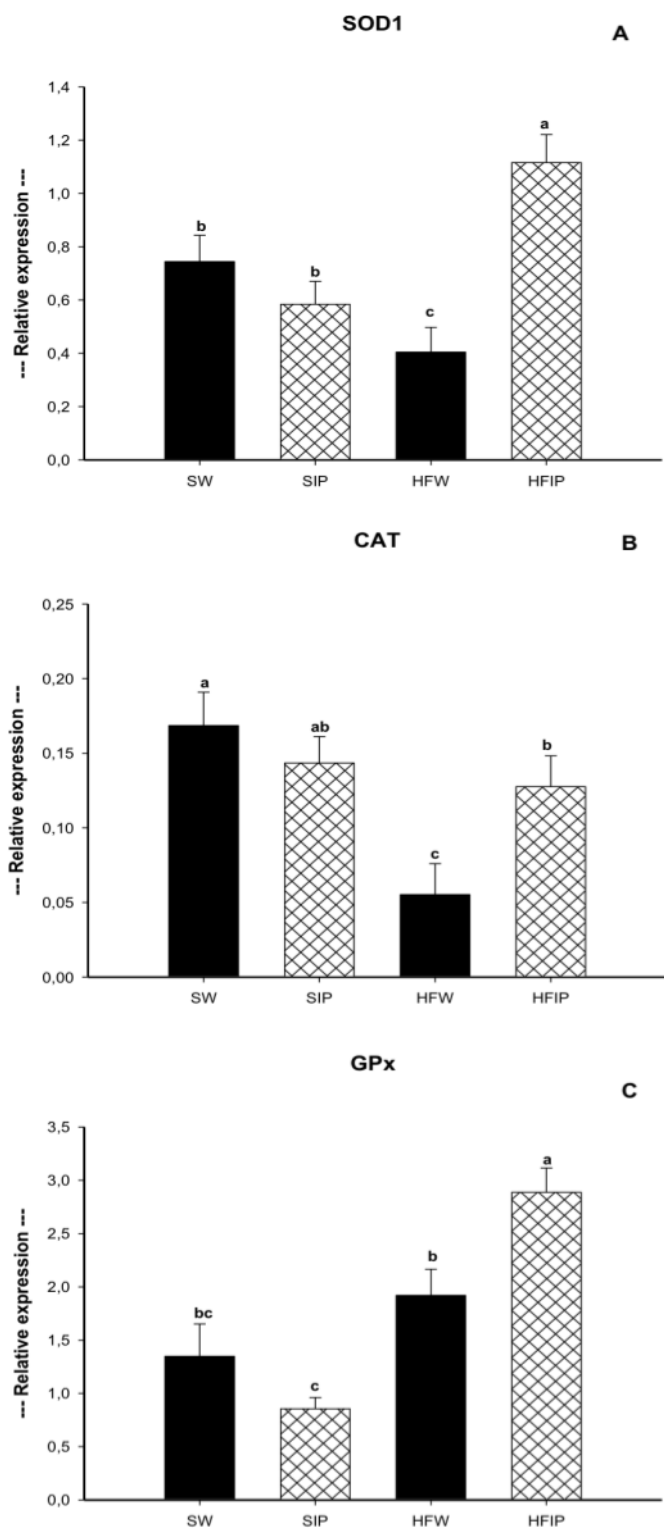 SOD1
A
1,4
a
1,2
--- Relative expression ---
1,0
b
0,8
b
0,6
c
0,4
0,2
0,0
SW SIP HFW HFIP
CAT
B
0,25
a
0,20
ab
b
--- Relative expression ---
0,15
0,10
c
0,05
0,00
SW SIP HFW HFIP
GPx
C
3,5
a
3,0
--- Relative expression ---
2,5
b
2,0
bc
1,5
c
1,0
0,5
0,0
SW SIP HFW HFIP